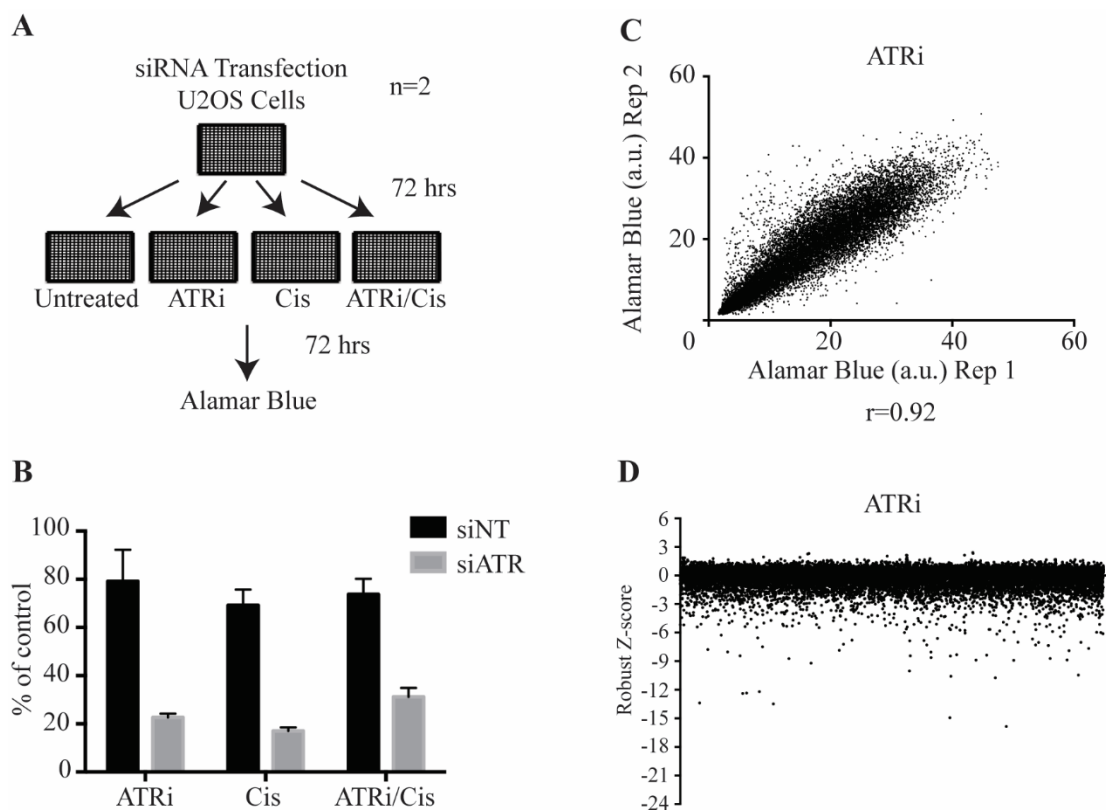 A
siRNA Transfection
U2OS Cells
n=2
72 hrs
Untreated ATRi Cis ATRi/Cis
72 hrs
Alamar Blue
B
100
80
60
40
20
0
% of control
siNT
siATR
ATRi Cis ATRi/Cis
C
ATRi
60
40
20
0 20 40 60
Alamar Blue (a.u.) Rep 2
Alamar Blue (a.u.) Rep 1
r=0.92
D
ATRi
6
3
0
-3
-6
-9
-12
-15
-18
-21
-24
Robust Z-score